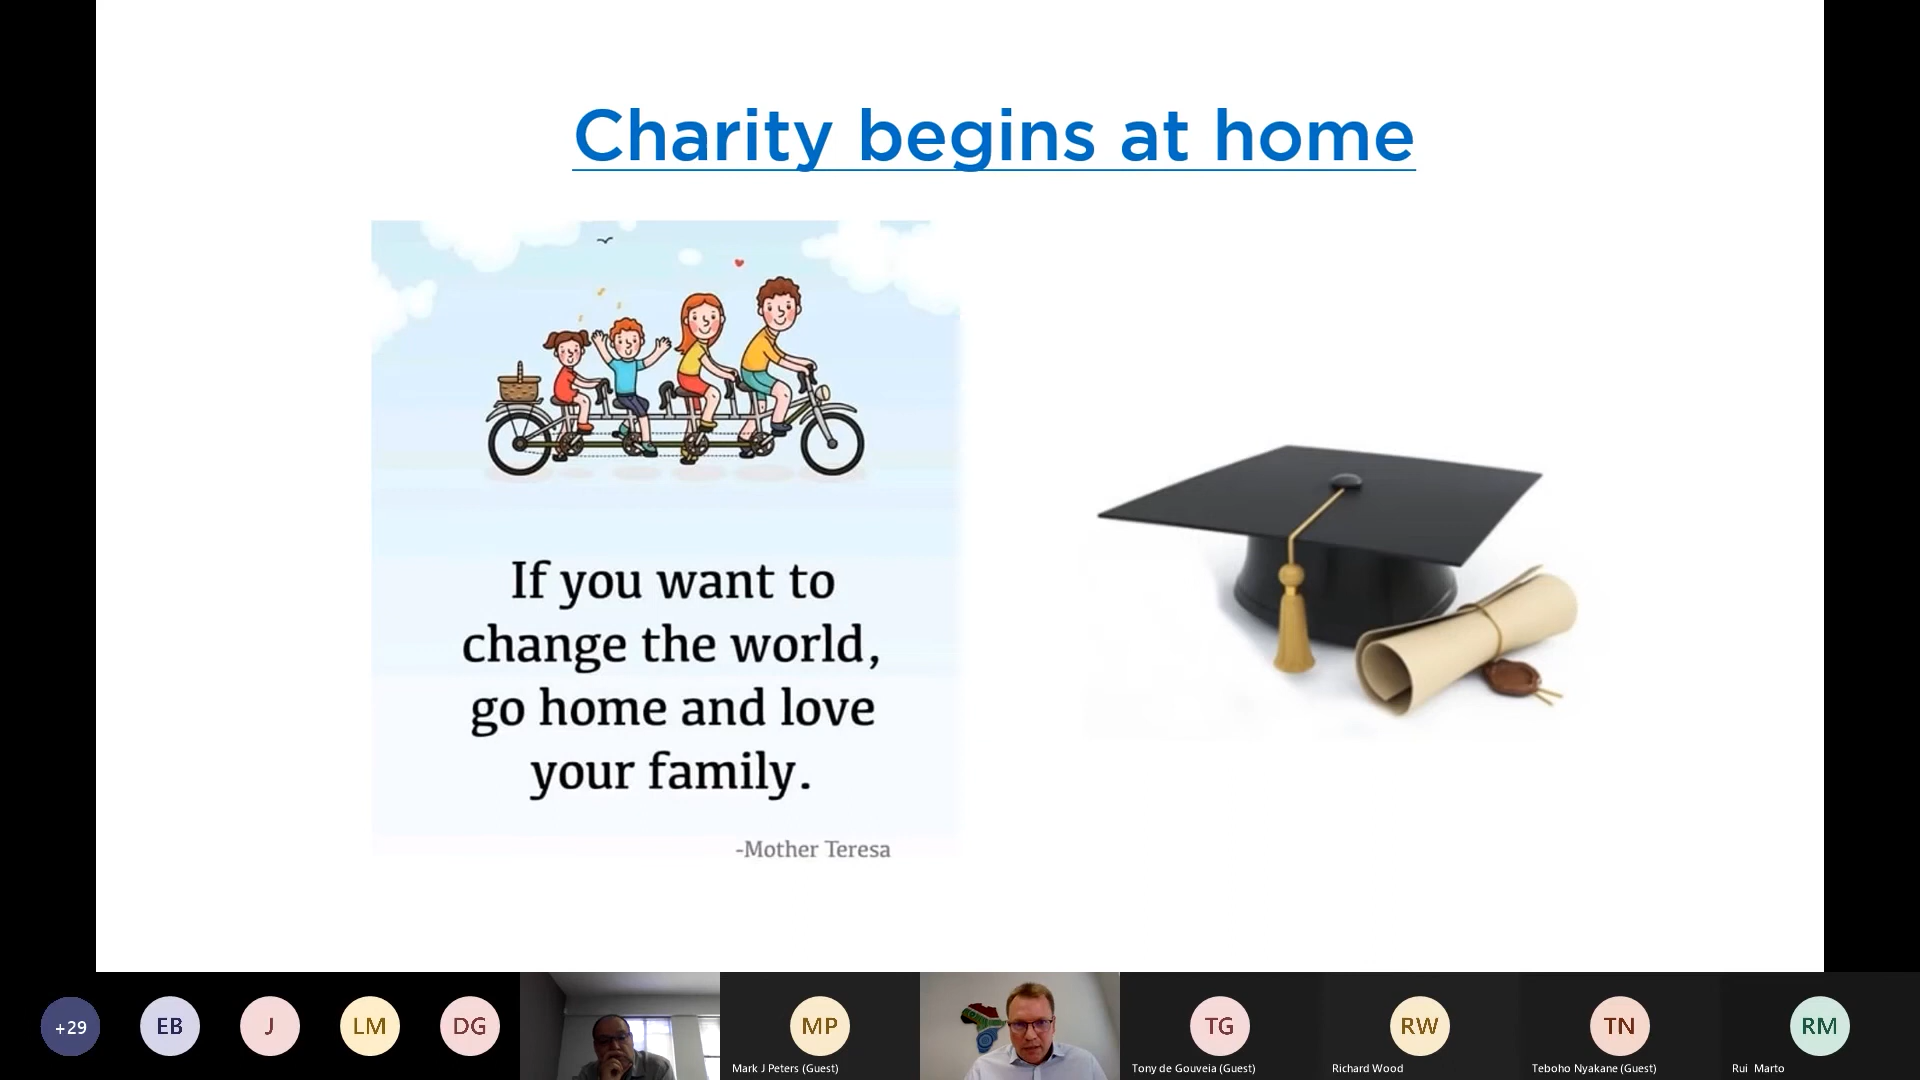 Charity begins at home
If you want to
change the world,
go home and love
your family.
-Mother Teresa
+29
EB
J
LM
DG
MP
Mark J Peters (Guest)
TG
Tony de Gouveia (Guest)
RW
Richard Wood
TN
Teboho Nyakane (Guest)
RM
Rui Marto